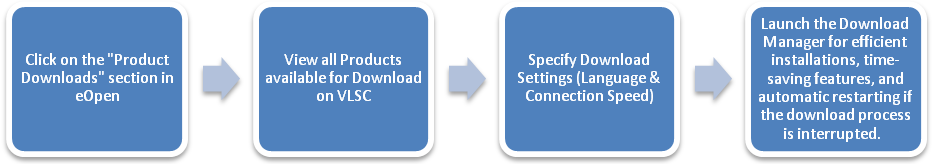 Click on the "Product
Downloads" section in
eOpen
View all Products
available for Download
on VLSC
Specify Download
Settings (Language &
Connection Speed)
Launch the Download
Manager for efficient
installations, time-
saving features, and
automatic restarting if
the download process
is interrupted.